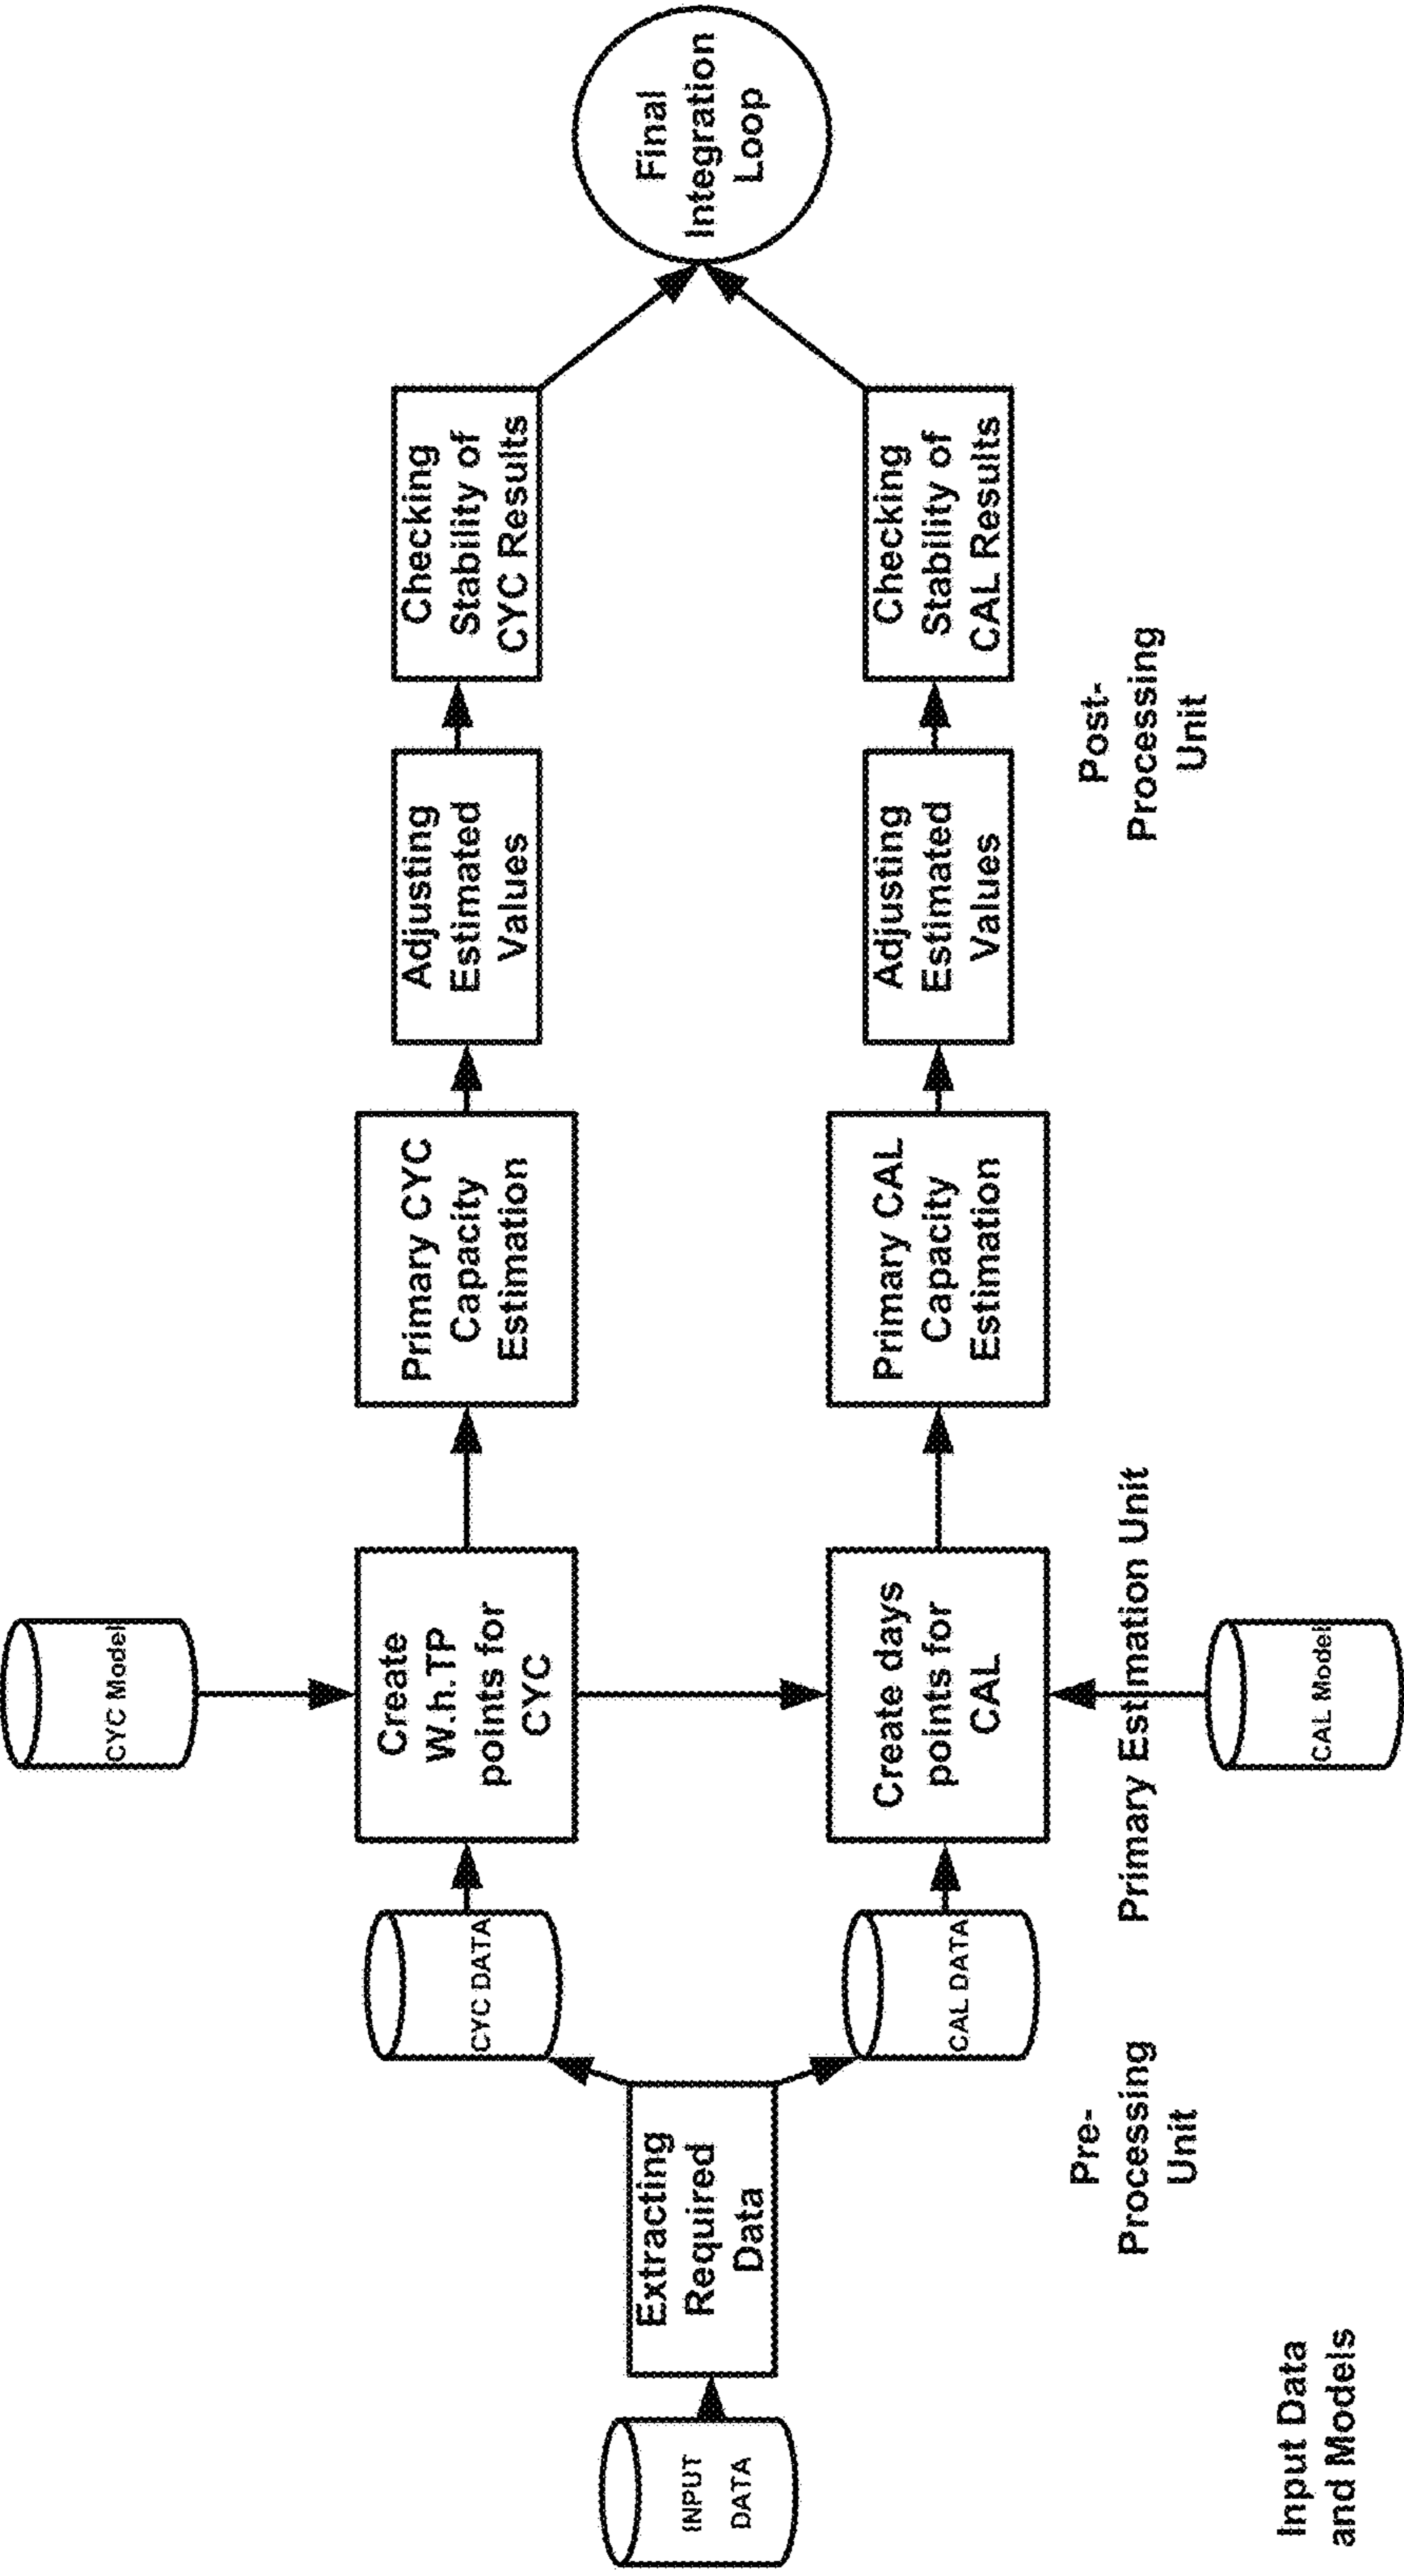 CYC Model
INPUT
DATA
Extracting
Required
Data
CYC DATA
Create
W.h.TP
points for
CYC
Primary CYC
Capacity
Estimation
Adjusting
Estimated
Values
Checking
Stability of
CYC Results
Final
Integration
Loop
CAL DATA
Create days
points for
CAL
Primary CAL
Capacity
Estimation
Adjusting
Estimated
Values
Checking
Stability of
CAL Results
Pre-
Processing
Unit
Primary Estimation Unit
Post-
Processing
Unit
Input Data
and Models
CAL Model